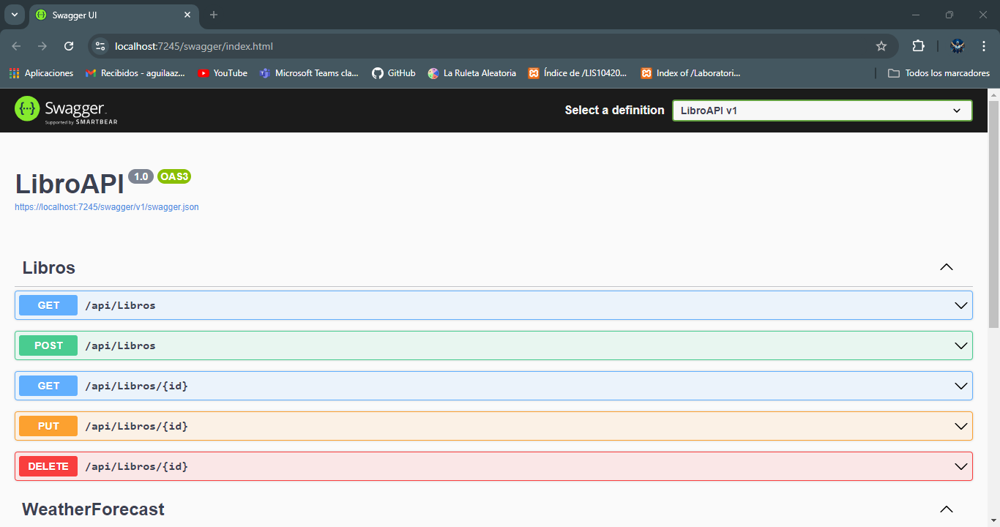 Swagger UI
localhost:7245/swagger/index.html
Aplicaciones
Recibidos - aguilaaz...
YouTube
Microsoft Teams cla...
GitHub
La Ruleta Aleatoria
Índice de /LIS10420...
Index of /Laboratori...
Todos los marcadores
Swagger.
Supported by SMARTBEAR
Select a definition
LibroAPI v1
LibroAPI 1.0 OAS3
https://localhost:7245/swagger/v1/swagger.json
Libros
GET /api/Libros
POST /api/Libros
GET /api/Libros/{id}
PUT /api/Libros/{id}
DELETE /api/Libros/{id}
WeatherForecast